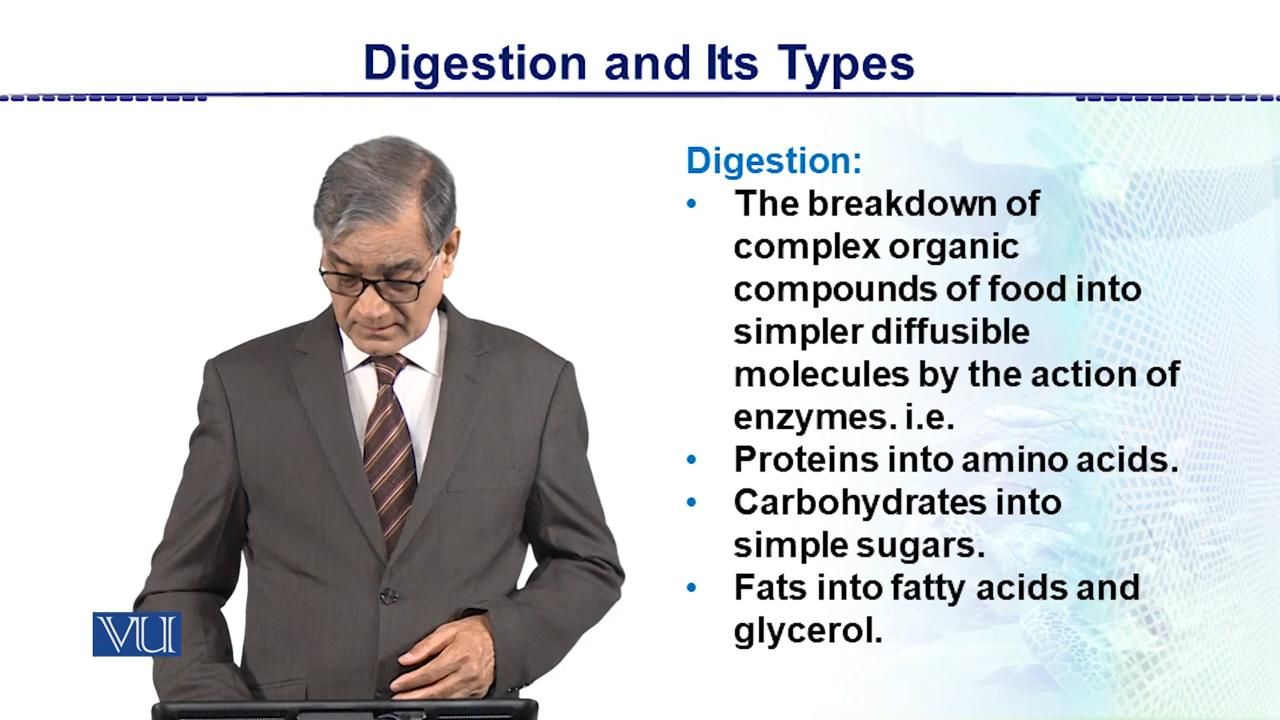 Digestion and Its Types
Digestion:
• The breakdown of
complex organic
compounds of food into
simpler diffusible
molecules by the action of
enzymes. i.e.
• Proteins into amino acids.
• Carbohydrates into
simple sugars.
• Fats into fatty acids and
glycerol.
VU